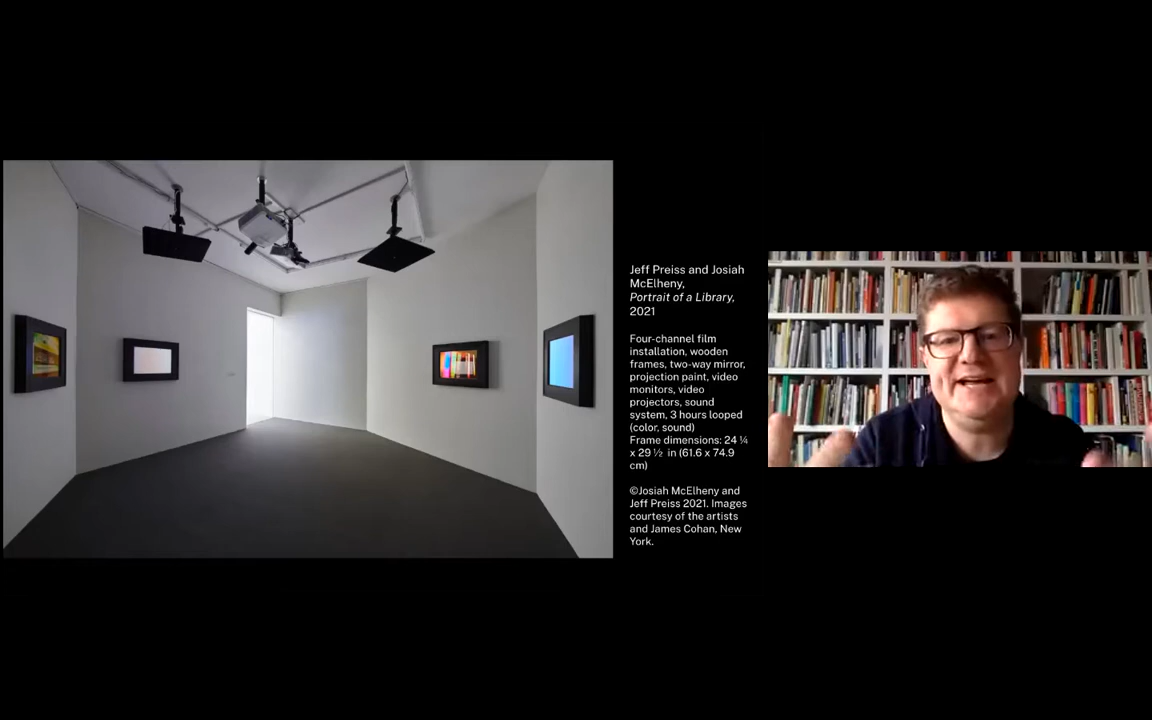 Jeff Preiss and Josiah
McElheny,
Portrait of a Library,
2021
Four-channel film
installation, wooden
frames, two-way mirror,
projection paint, video
monitors, video
projectors, sound
system, 3 hours looped
(color, sound)
Frame dimensions: 24 ¼
x 29 ½ in (61.6 x 74.9
cm)
©Josiah McElheny and
Jeff Preiss 2021. Images
courtesy of the artists
and James Cohan, New
York.